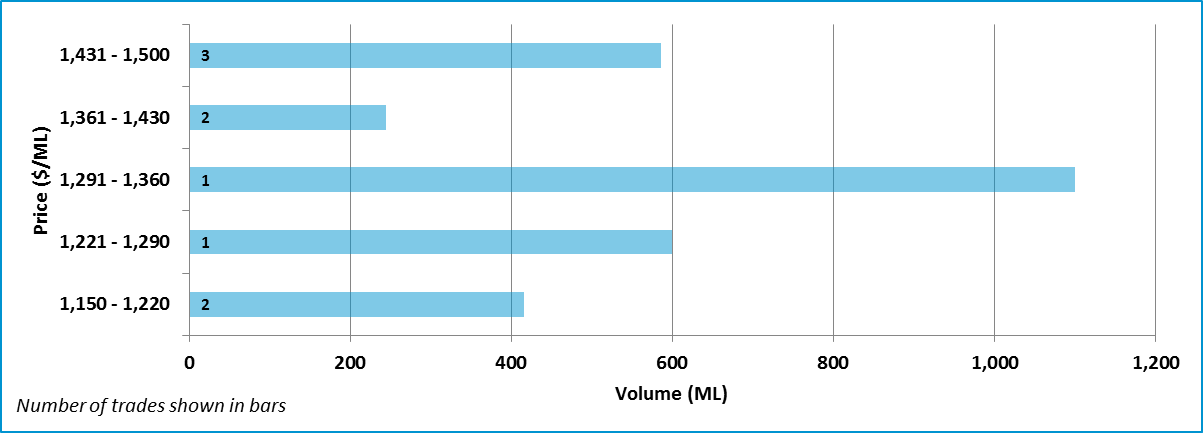 Price ($/ML)
1,431 - 1,500
3
1,361 - 1,430
2
1,291 - 1,360
1
1,221 - 1,290
1
1,150 - 1,220
2
0 200 400 600 800 1,000 1,200
Volume (ML)
Number of trades shown in bars